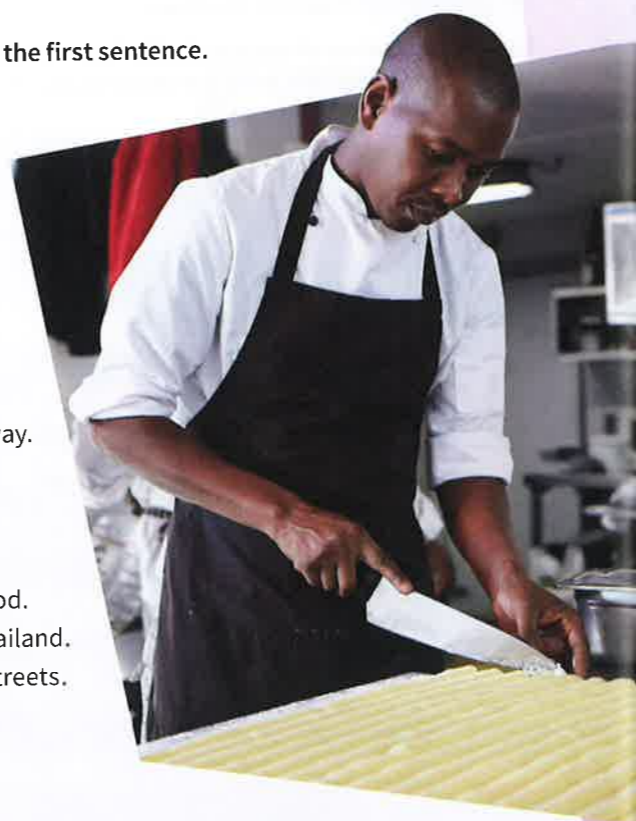 the first sentence.
ay.
od.
ailand.
treets.